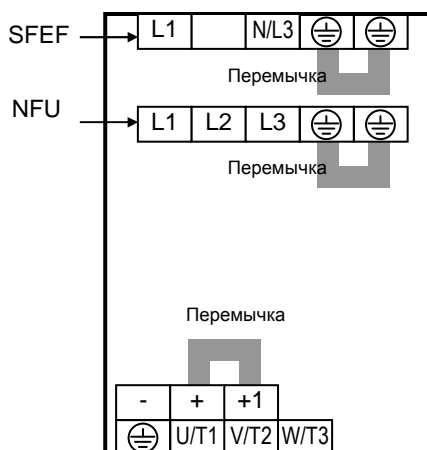 SFEF L1 N/L3
Перемычка
NFU L1 L2 L3
Перемычка
Перемычка
- + +1
U/T1 V/T2 W/T3